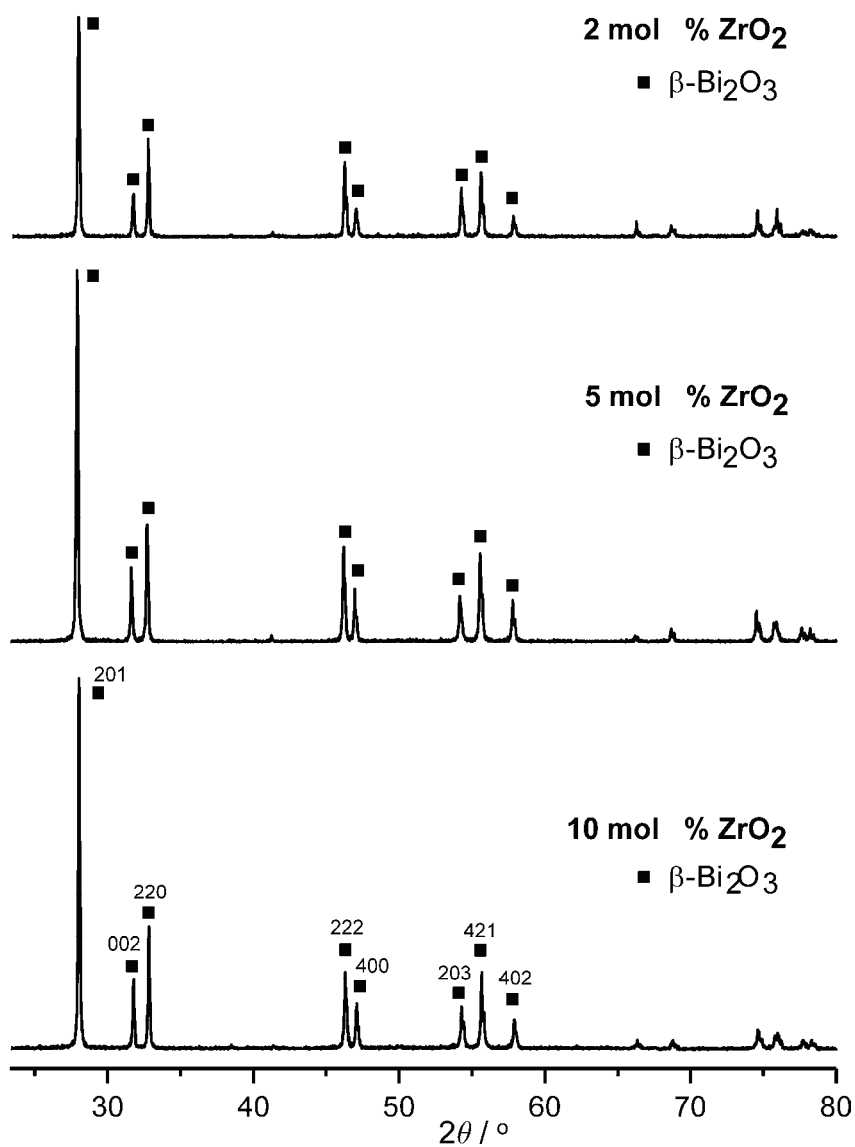 2 mol % ZrO2
■ β-Bi2O3
5 mol % ZrO2
■ β-Bi2O3
201
10 mol % ZrO2
■ β-Bi2O3
220
002
222
400
421
203
402
30 40 50 60 70 80
2θ / °